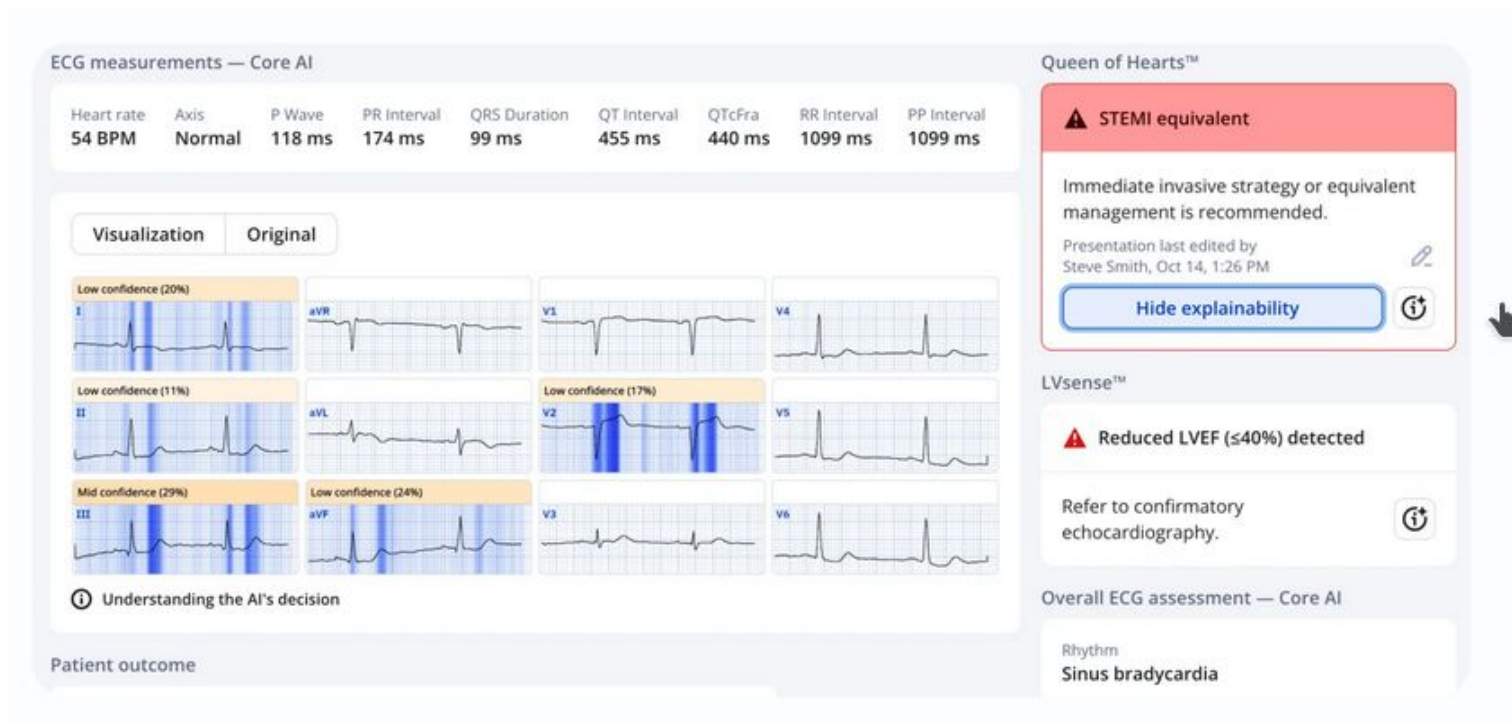 ECG measurements — Core AI
Heart rate Axis P Wave PR Interval QRS Duration QT Interval QTcFra RR Interval PP Interval
54 BPM Normal 118 ms 174 ms 99 ms 455 ms 440 ms 1099 ms 1099 ms
Visualization Original
Low confidence (20%)
I aVR V1 V4
Low confidence (11%) Low confidence (17%)
II aVL V2 V5
Mid confidence (29%) Low confidence (24%)
III aVF V3 V6
Understanding the AI's decision
Patient outcome
Queen of Hearts™
STEMI equivalent
Immediate invasive strategy or equivalent
management is recommended.
Presentation last edited by
Steve Smith, Oct 14, 1:26 PM
Hide explainability
LVsense™
Reduced LVEF (≤40%) detected
Refer to confirmatory
echocardiography.
Overall ECG assessment — Core AI
Rhythm
Sinus bradycardia